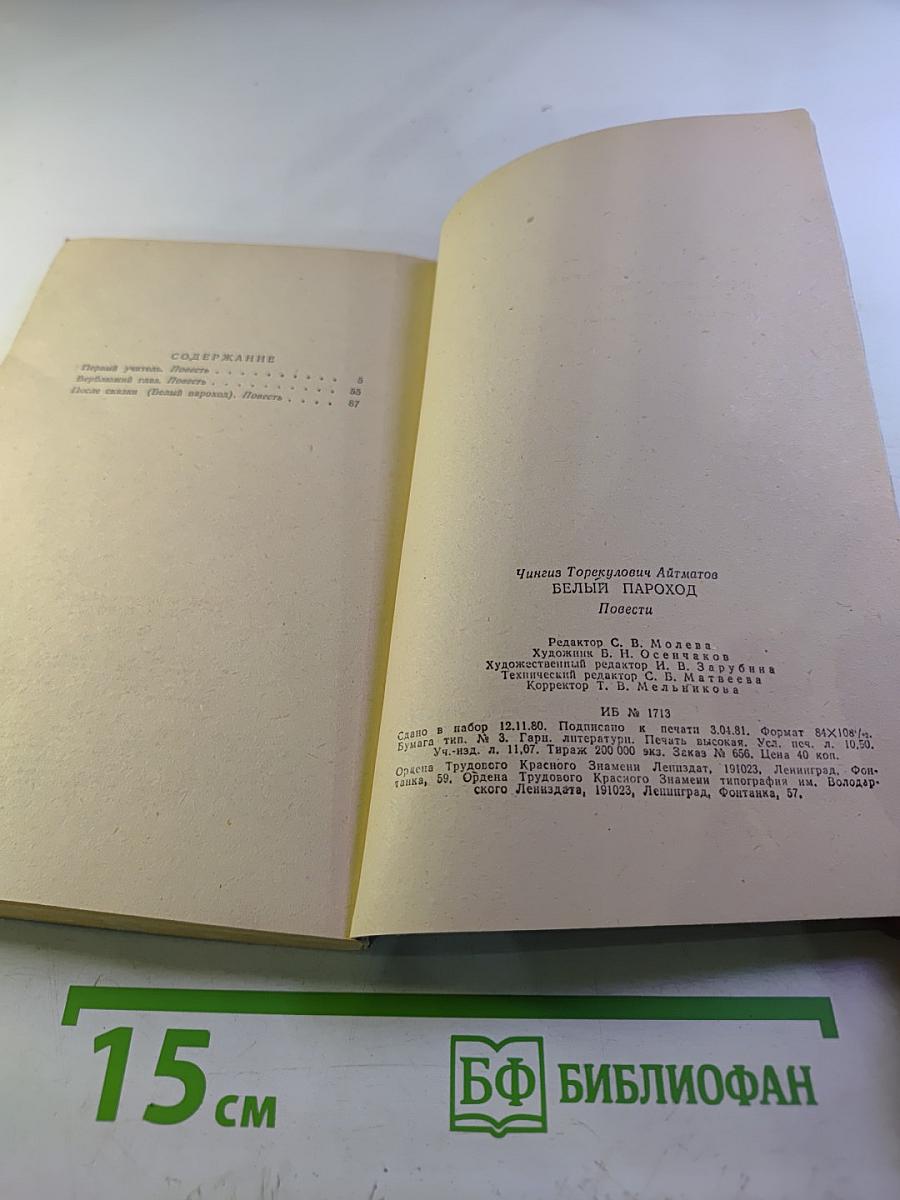 СОДЕРЖАНИЕ
Первый учитель. Повесть . . . . . . . . . . 5
Верблюжий глаз. Повесть . . . . . . . . . . 55
После сказки (Белый пароход). Повесть . . . . 87
Чингиз Торекулович Айтматов
БЕЛЫЙ ПАРОХОД
Повести
Редактор С. В. Молева
Художник Б. Н. Осенчаков
Художественный редактор И. В. Зарубина
Технический редактор С. Б. Матвеева
Корректор Т. В. Мельникова
ИБ № 1713
Сдано в набор 12.11.80. Подписано к печати 3.04.81. Формат 84×108¹/₃₂.
Бумага тип. № 3. Гарн. литературн. Печать высокая. Усл. печ. л. 10,50.
Уч.-изд. л. 11,07. Тираж 200 000 экз. Заказ № 656. Цена 40 коп.
Ордена Трудового Красного Знамени Лениздат, 191023, Ленинград, Фон-
танка, 59. Ордена Трудового Красного Знамени типография им. Володар-
ского Лениздата, 191023, Ленинград, Фонтанка, 57.
15 см
БФ БИБЛИОФАН